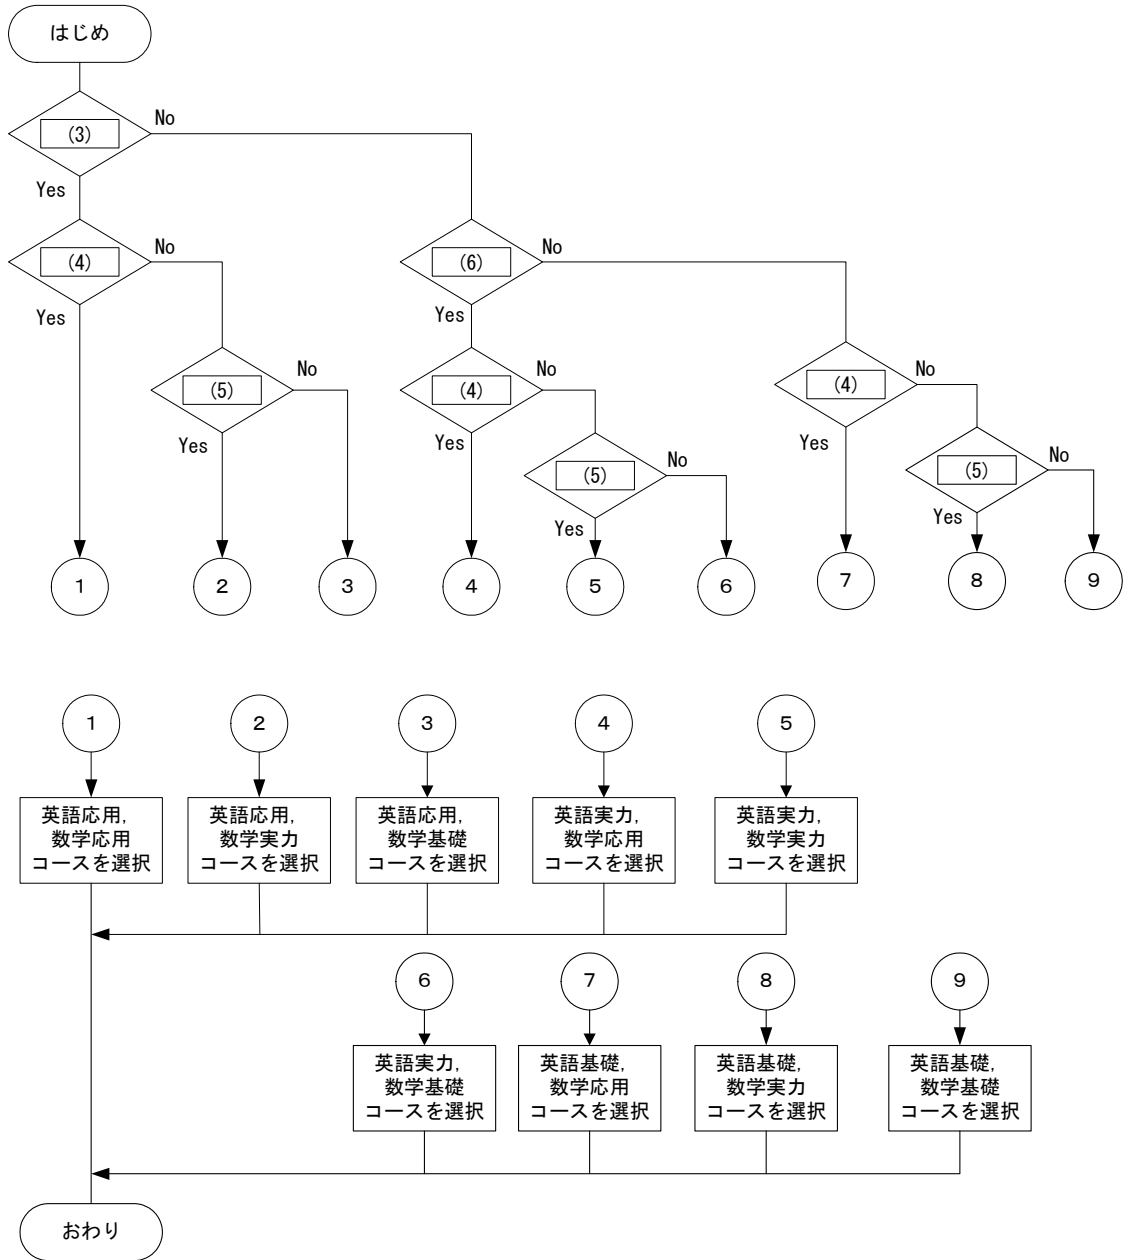 はじめ
(3)
No
Yes
(4)
No
Yes
(6)
No
Yes
(5)
No
Yes
(4)
No
Yes
(4)
No
Yes
(5)
No
Yes
(5)
No
Yes
1
2
3
4
5
6
7
8
9
1
2
3
4
5
英語応用,
数学応用
コースを選択
英語応用,
数学実力
コースを選択
英語応用,
数学基礎
コースを選択
英語実力,
数学応用
コースを選択
英語実力,
数学実力
コースを選択
6
7
8
9
英語実力,
数学基礎
コースを選択
英語基礎,
数学応用
コースを選択
英語基礎,
数学実力
コースを選択
英語基礎,
数学基礎
コースを選択
おわり